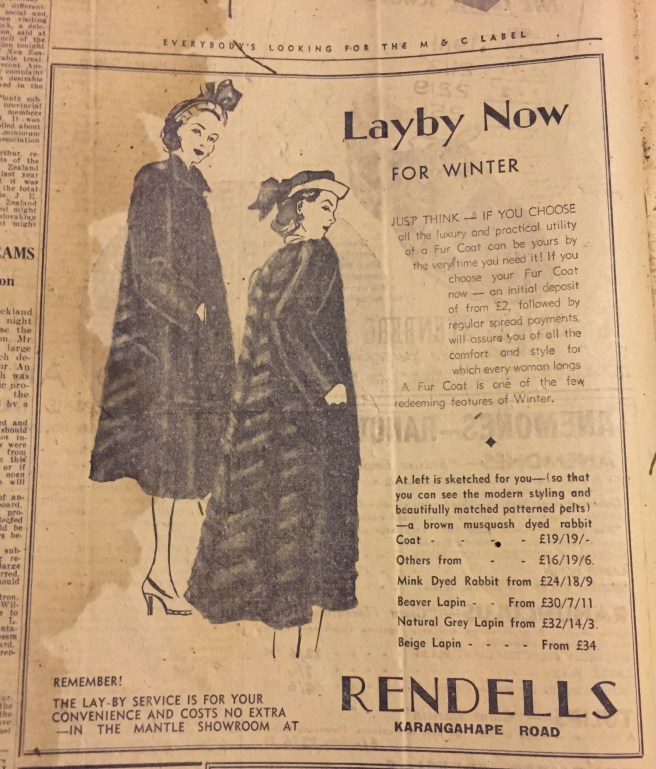 EVERYBODY'S LOOKING FOR THE M & C LABEL
Layby Now
FOR WINTER
JUST THINK — IF YOU CHOOSE
all the luxury and practical utility
of a Fur Coat can be yours by
the very time you need it! If you
choose your Fur Coat
now — an initial deposit
of from £2, followed by
regular spread payments,
will assure you of all the
comfort and style for
which every woman longs
A Fur Coat is one of the few
redeeming features of Winter.
At left is sketched for you—(so that
you can see the modern styling and
beautifully matched patterned pelts)
—a brown musquash dyed rabbit
Coat - - - - £19/19/-
Others from - - £16/19/6.
Mink Dyed Rabbit from £24/18/9
Beaver Lapin - - From £30/7/11
Natural Grey Lapin from £32/14/3.
Beige Lapin - - - - From £34
REMEMBER!
THE LAY-BY SERVICE IS FOR YOUR
CONVENIENCE AND COSTS NO EXTRA
—IN THE MANTLE SHOWROOM AT
RENDELLS
KARANGAHAPE ROAD